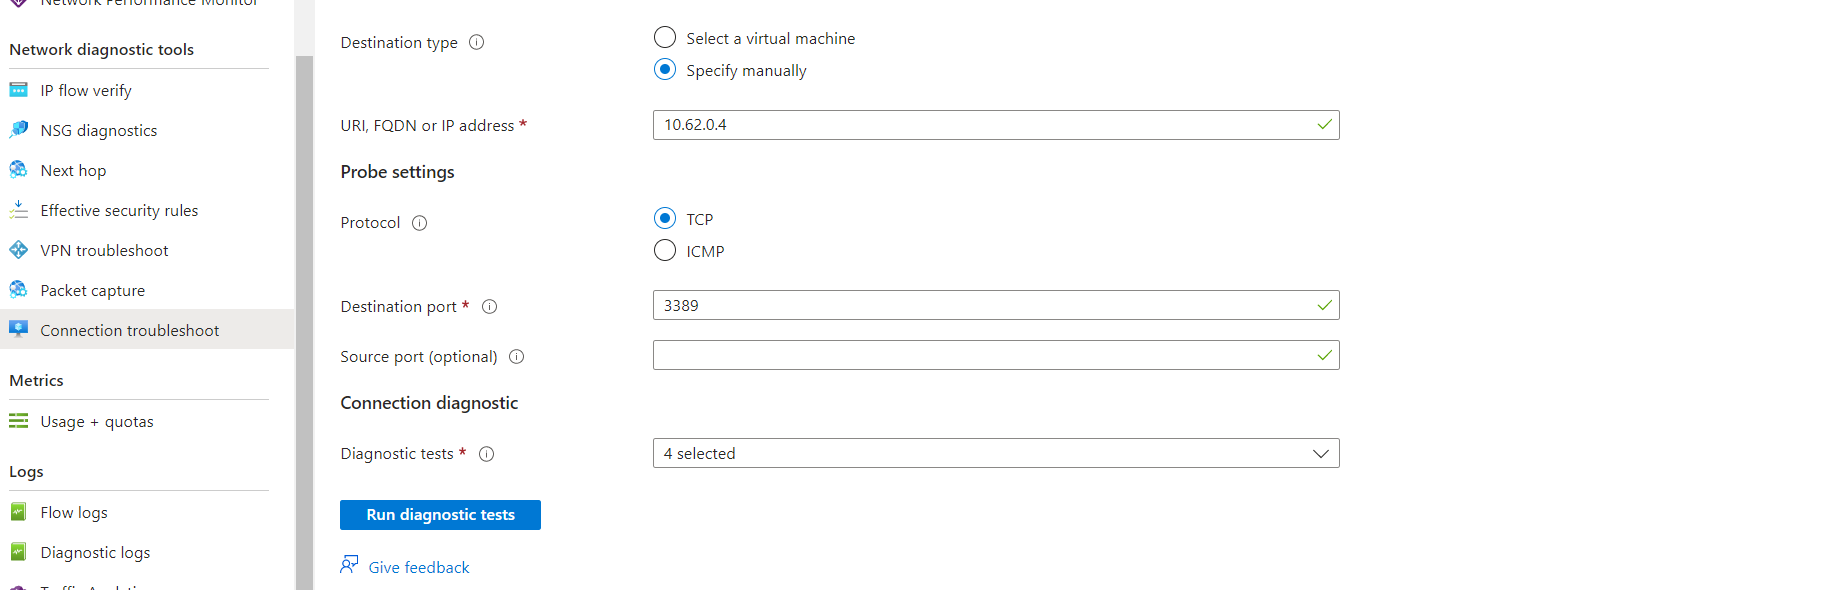 Network Performance Monitor
Network diagnostic tools
IP flow verify
NSG diagnostics
Next hop
Effective security rules
VPN troubleshoot
Packet capture
Connection troubleshoot
Metrics
Usage + quotas
Logs
Flow logs
Diagnostic logs
Destination type
Select a virtual machine
Specify manually
URI, FQDN or IP address *
10.62.0.4
Probe settings
Protocol
TCP
ICMP
Destination port *
3389
Source port (optional)
Connection diagnostic
Diagnostic tests *
4 selected
Run diagnostic tests
Give feedback